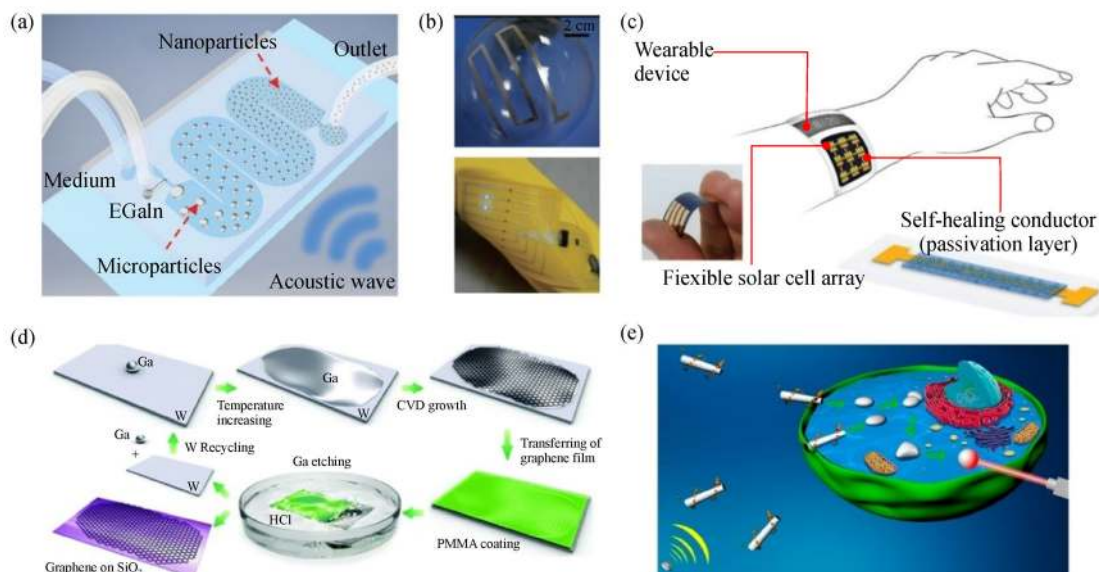 (a)
Nanoparticles
Outlet
Medium
EGaIn
Microparticles
Acoustic wave
(b)
2 cm
(c)
Wearable
device
Self-healing conductor
(passivation layer)
Fiexible solar cell array
(d)
Ga
W
Temperature
increasing
Ga
W
CVD growth
Transferring of
graphene film
PMMA coating
Ga etching
HCl
W Recycling
Ga
+
W
Graphene on SiO₂
(e)